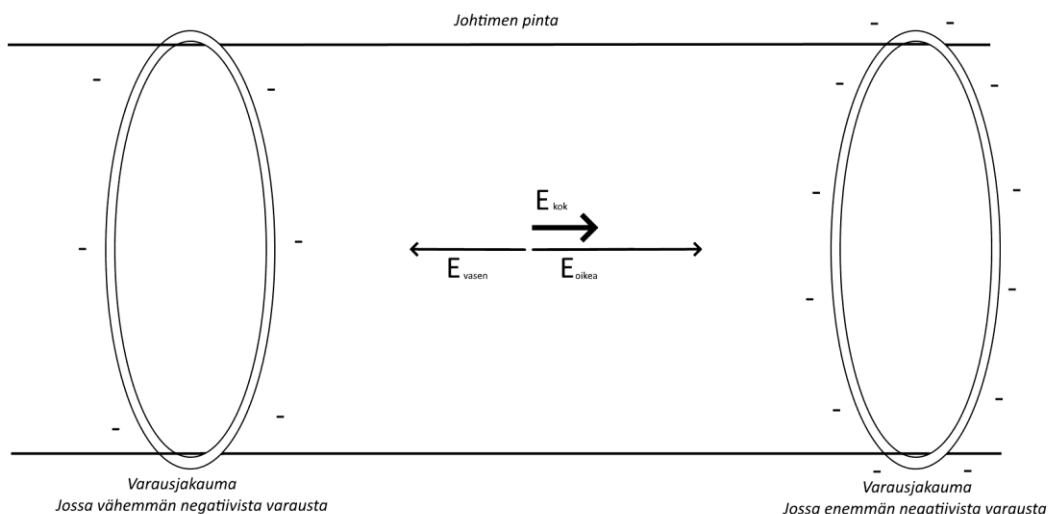 Johtimen pinta
E kok
E vasen
E oikea
Varausjakauma
Jossa vähemmän negatiivista varausta
Varausjakauma
Jossa enemmän negatiivista varausta